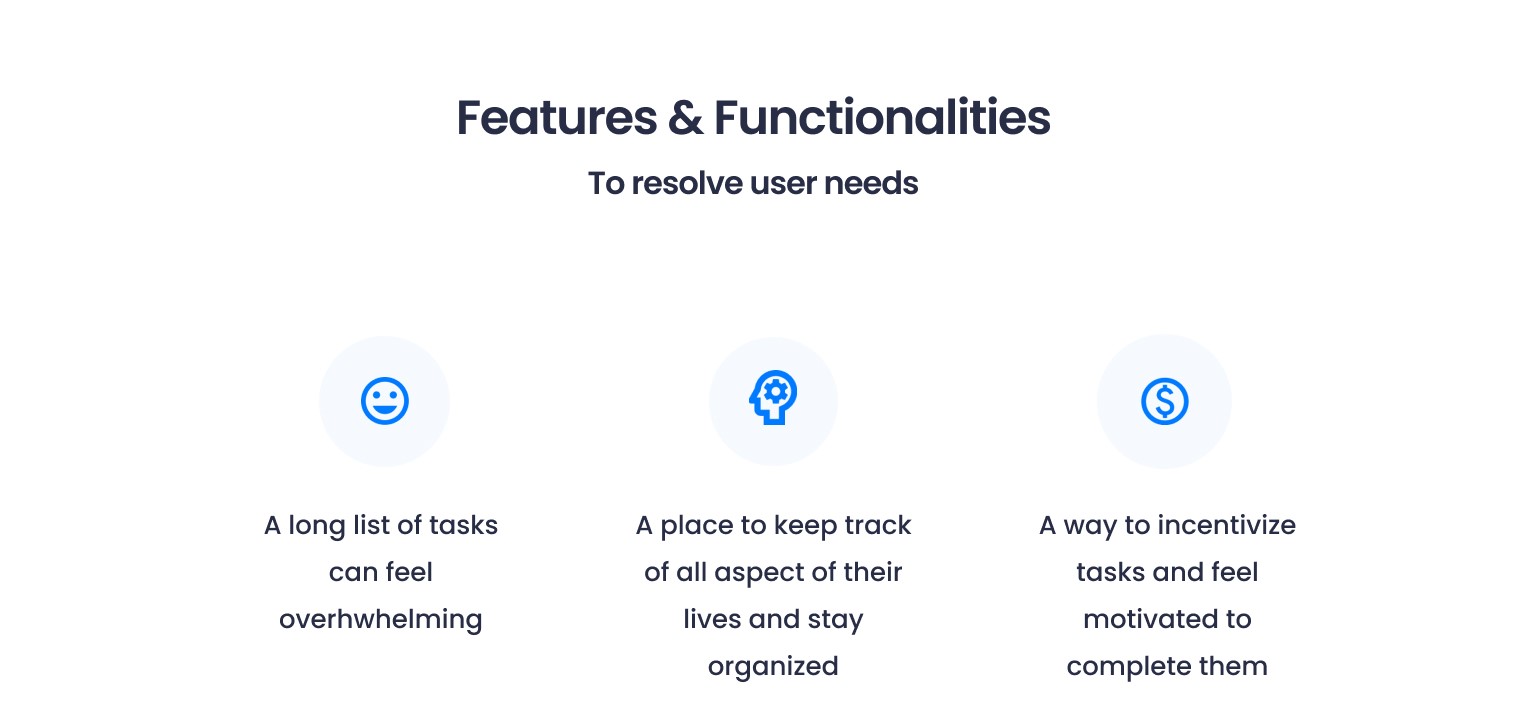 Features & Functionalities
To resolve user needs
A long list of tasks
can feel
overhwhelming
A place to keep track
of all aspect of their
lives and stay
organized
A way to incentivize
tasks and feel
motivated to
complete them